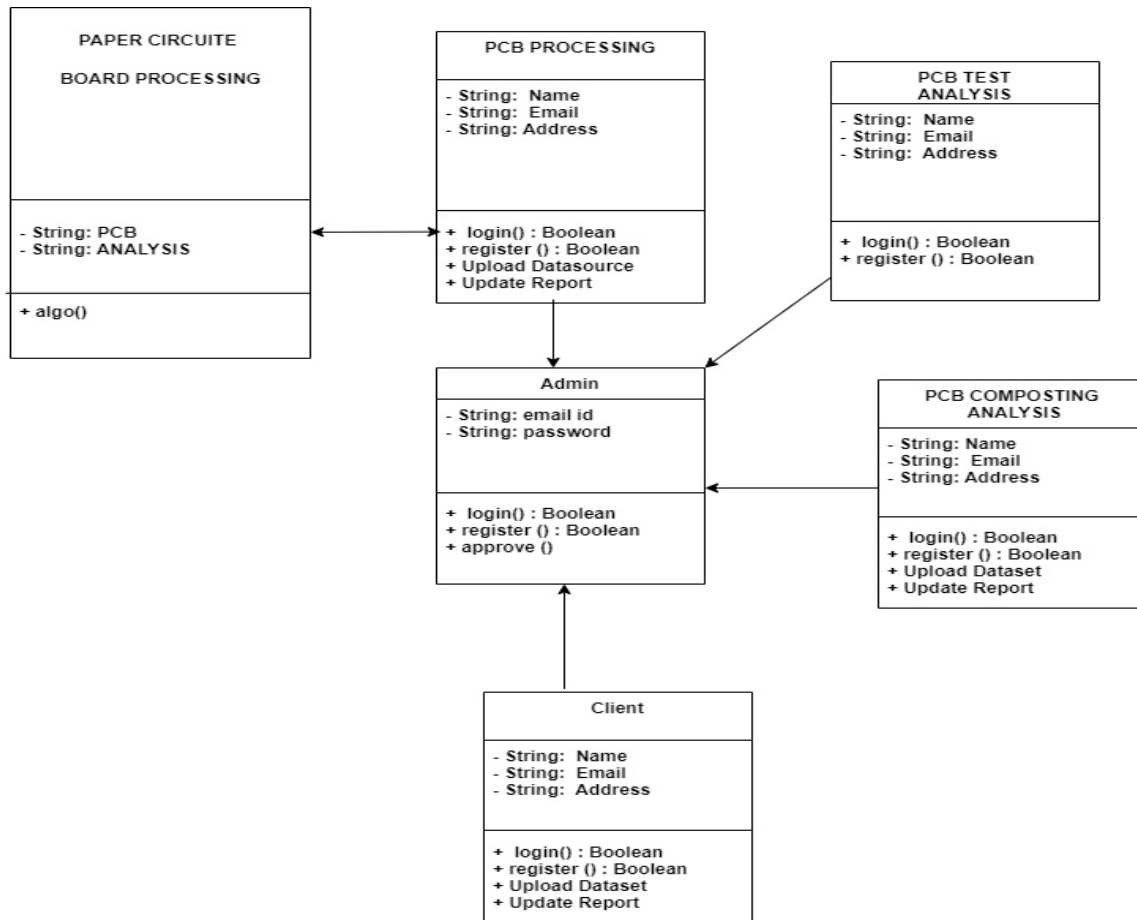 PAPER CIRCUITE
BOARD PROCESSING
- String: PCB
- String: ANALYSIS
+ algo()
PCB PROCESSING
- String: Name
- String: Email
- String: Address
+ login() : Boolean
+ register () : Boolean
+ Upload Datasource
+ Update Report
PCB TEST
ANALYSIS
- String: Name
- String: Email
- String: Address
+ login() : Boolean
+ register () : Boolean
Admin
- String: email id
- String: password
+ login() : Boolean
+ register () : Boolean
+ approve ()
PCB COMPOSTING
ANALYSIS
- String: Name
- String: Email
- String: Address
+ login() : Boolean
+ register () : Boolean
+ Upload Dataset
+ Update Report
Client
- String: Name
- String: Email
- String: Address
+ login() : Boolean
+ register () : Boolean
+ Upload Dataset
+ Update Report